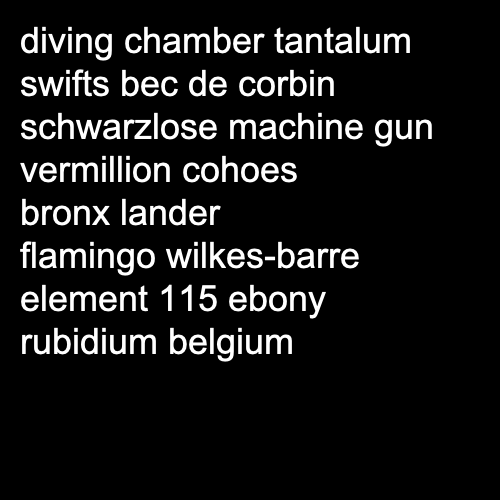 diving chamber tantalum
swifts bec de corbin
schwarzlose machine gun
vermillion cohoes
bronx lander
flamingo wilkes-barre
element 115 ebony
rubidium belgium